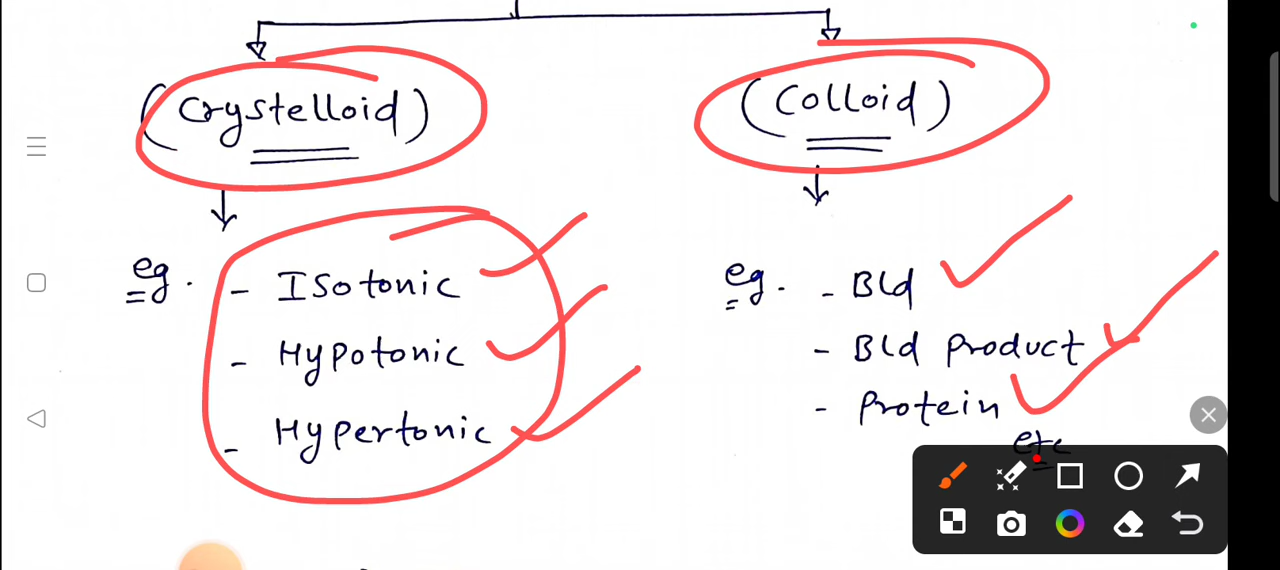 (Crystelloid)
(Colloid)
eg. - Isotonic
- Hypotonic
- Hypertonic
eg. - Bld
- Bld product
- Protein
etc